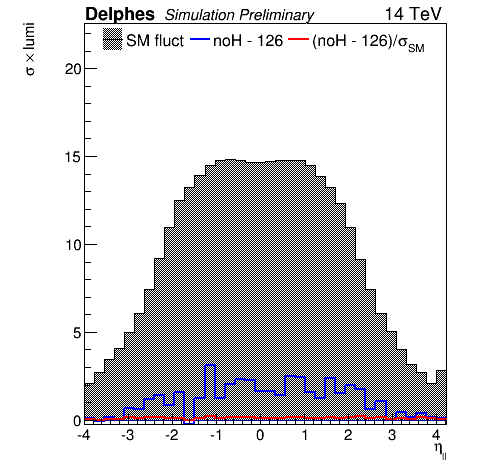 Delphes Simulation Preliminary 14 TeV
σ × lumi
SM fluct noH - 126 (noH - 126)/σSM
20
15
10
5
0
-4 -3 -2 -1 0 1 2 3 4
η||